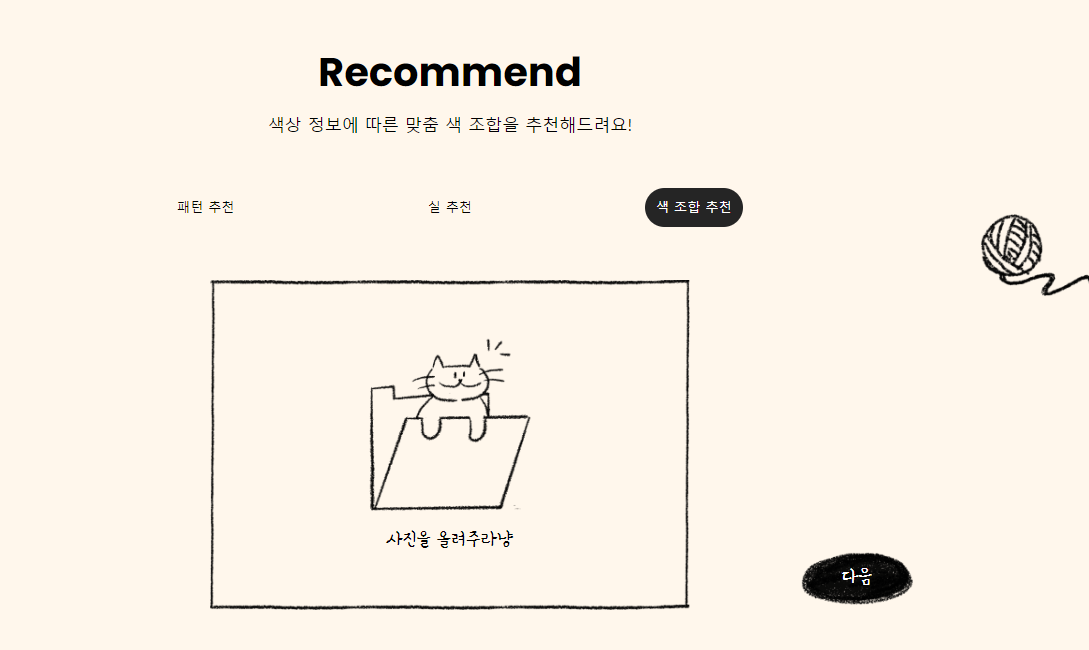 Recommend
색상 정보에 따른 맞춤 색 조합을 추천해드려요!
패턴 추천
실 추천
색 조합 추천
사진을 올려주라냥
다음